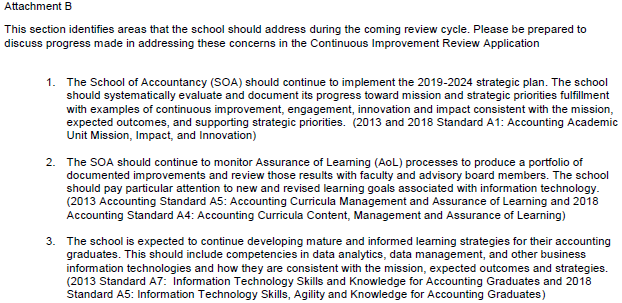 Attachment B
This section identifies areas that the school should address during the coming review cycle. Please be prepared to
discuss progress made in addressing these concerns in the Continuous Improvement Review Application
1. The School of Accountancy (SOA) should continue to implement the 2019-2024 strategic plan. The school
should systematically evaluate and document its progress toward mission and strategic priorities fulfillment
with examples of continuous improvement, engagement, innovation and impact consistent with the mission,
expected outcomes, and supporting strategic priorities. (2013 and 2018 Standard A1: Accounting Academic
Unit Mission, Impact, and Innovation)
2. The SOA should continue to monitor Assurance of Learning (AoL) processes to produce a portfolio of
documented improvements and review those results with faculty and advisory board members. The school
should pay particular attention to new and revised learning goals associated with information technology.
(2013 Accounting Standard A5: Accounting Curricula Management and Assurance of Learning and 2018
Accounting Standard A4: Accounting Curricula Content, Management and Assurance of Learning)
3. The school is expected to continue developing mature and informed learning strategies for their accounting
graduates. This should include competencies in data analytics, data management, and other business
information technologies and how they are consistent with the mission, expected outcomes and strategies.
(2013 Standard A7: Information Technology Skills and Knowledge for Accounting Graduates and 2018
Standard A5: Information Technology Skills, Agility and Knowledge for Accounting Graduates)